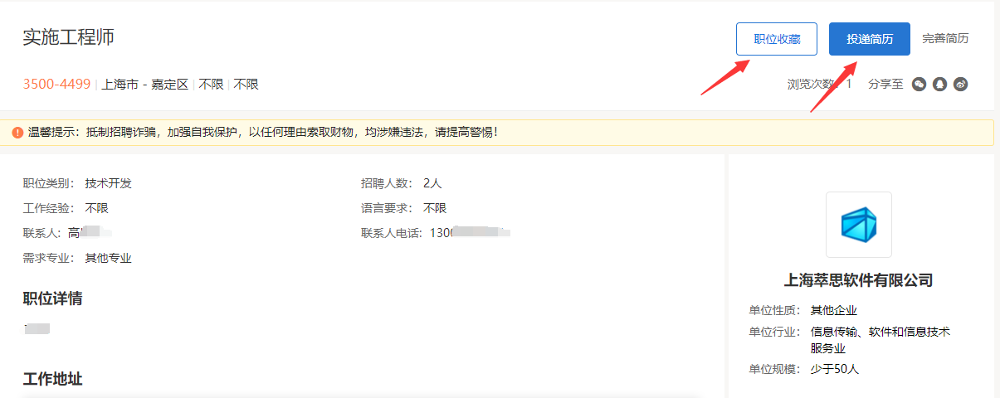 实施工程师
职位收藏
投递简历
完善简历
3500-4499 | 上海市 - 嘉定区 | 不限 | 不限
浏览次数: 1 分享至
温馨提示：抵制招聘诈骗，加强自我保护，以任何理由索取财物，均涉嫌违法，请提高警惕！
职位类别： 技术开发
招聘人数： 2人
工作经验： 不限
语言要求： 不限
联系人：高
联系人电话：130
需求专业： 其他专业
职位详情
工作地址
上海萃思软件有限公司
单位性质： 其他企业
单位行业： 信息传输、软件和信息技术
服务业
单位规模： 少于50人